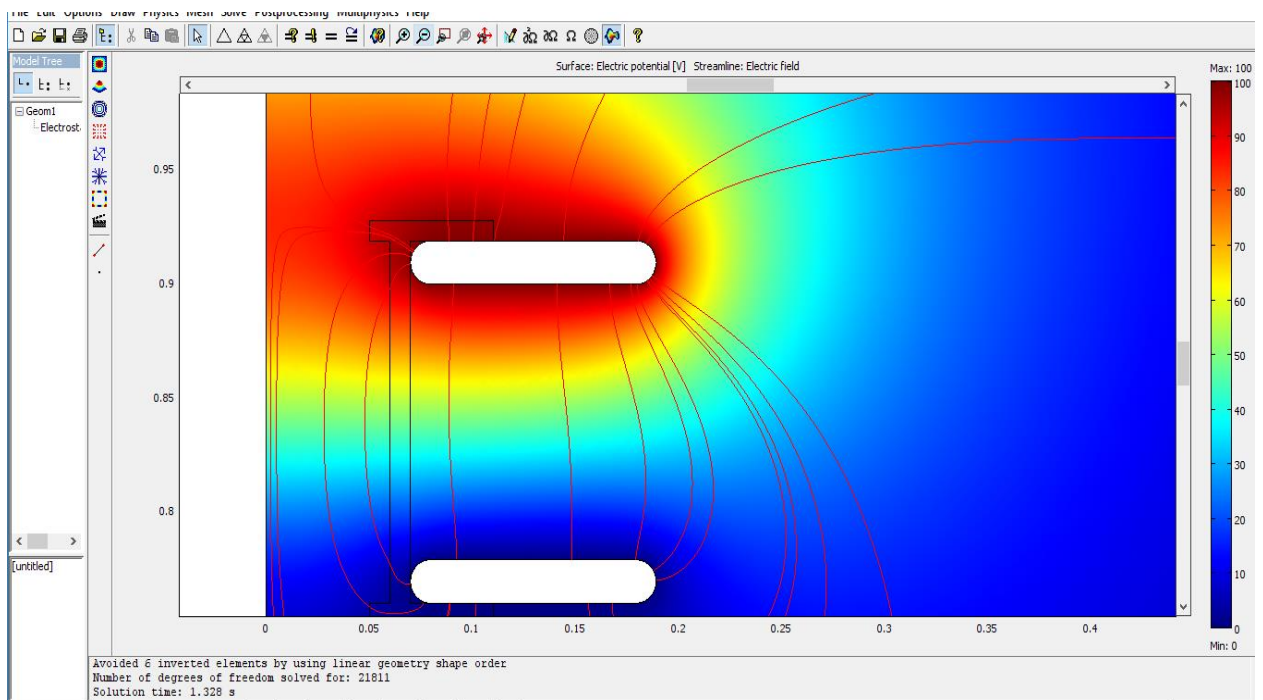 File Edit Options Draw Physics Mesh Solve Postprocessing Multiphysics Help
Model Tree
Geom1
Electrost
[untitled]
Surface: Electric potential [V] Streamline: Electric field
Max: 100
100
90
80
70
60
50
40
30
20
10
0
Min: 0
0.95
0.9
0.85
0.8
0
0.05
0.1
0.15
0.2
0.25
0.3
0.35
0.4
Avoided 6 inverted elements by using linear geometry shape order
Number of degrees of freedom solved for: 21811
Solution time: 1.328 s